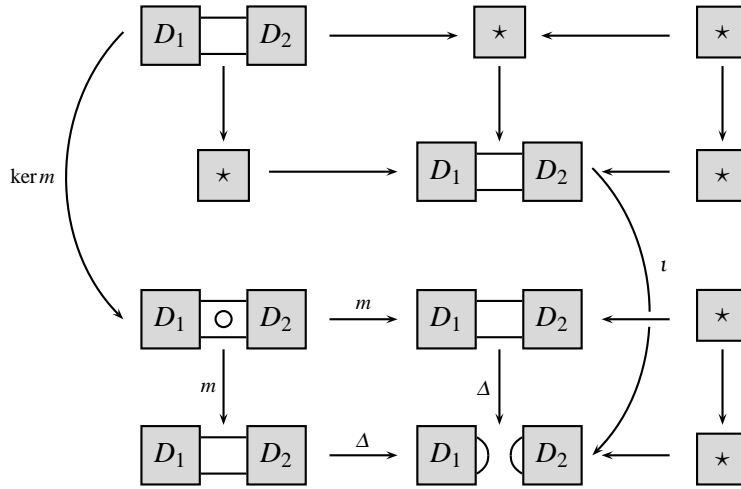 D₁ D₂ ⋆ ⋆
ker m
⋆ D₁ D₂ ⋆
ι
D₁ D₂ m D₁ D₂ ⋆
m Δ
D₁ D₂ Δ D₁ D₂ ⋆